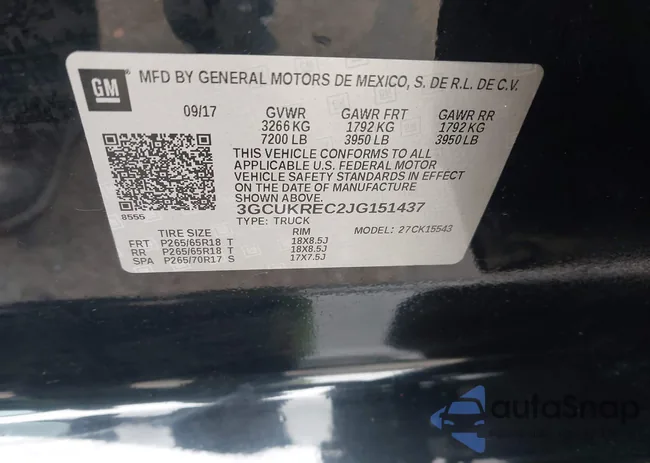 GM
MFD BY GENERAL MOTORS DE MEXICO, S. DE R.L. DE C.V.
09/17 GVWR GAWR FRT GAWR RR
3266 KG 1792 KG 1792 KG
7200 LB 3950 LB 3950 LB
THIS VEHICLE CONFORMS TO ALL
APPLICABLE U.S. FEDERAL MOTOR
VEHICLE SAFETY STANDARDS IN EFFECT
ON THE DATE OF MANUFACTURE
SHOWN ABOVE.
3GCUKREC2JG151437
8555
TYPE: TRUCK MODEL: 27CK15543
TIRE SIZE RIM
FRT P265/65R18 T 18X8.5J
RR P265/65R18 T 18X8.5J
SPA P265/70R17 S 17X7.5J
autoSnap